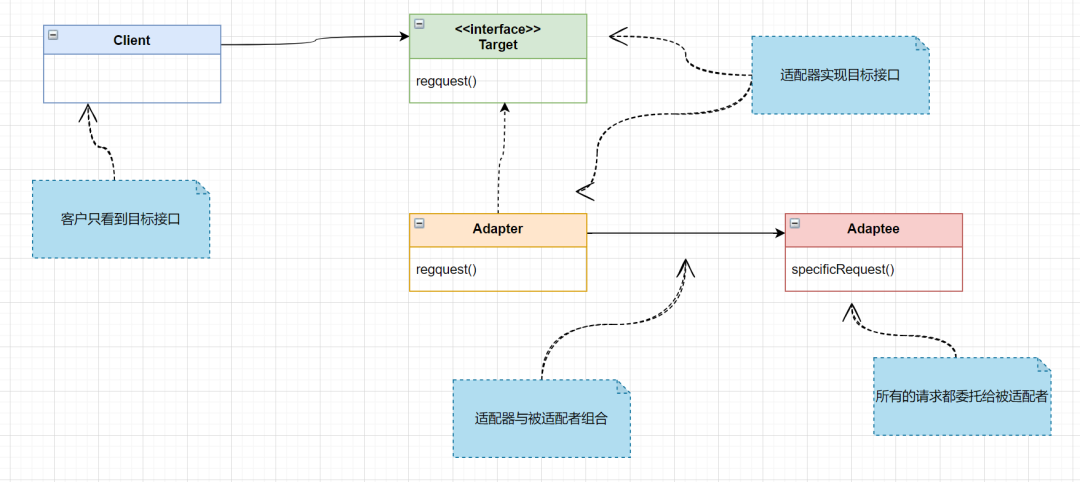 Client
<<interface>>
Target
regquest()
适配器实现目标接口
客户只看到目标接口
Adapter
regquest()
Adaptee
specificRequest()
适配器与被适配者组合
所有的请求都委托给被适配者